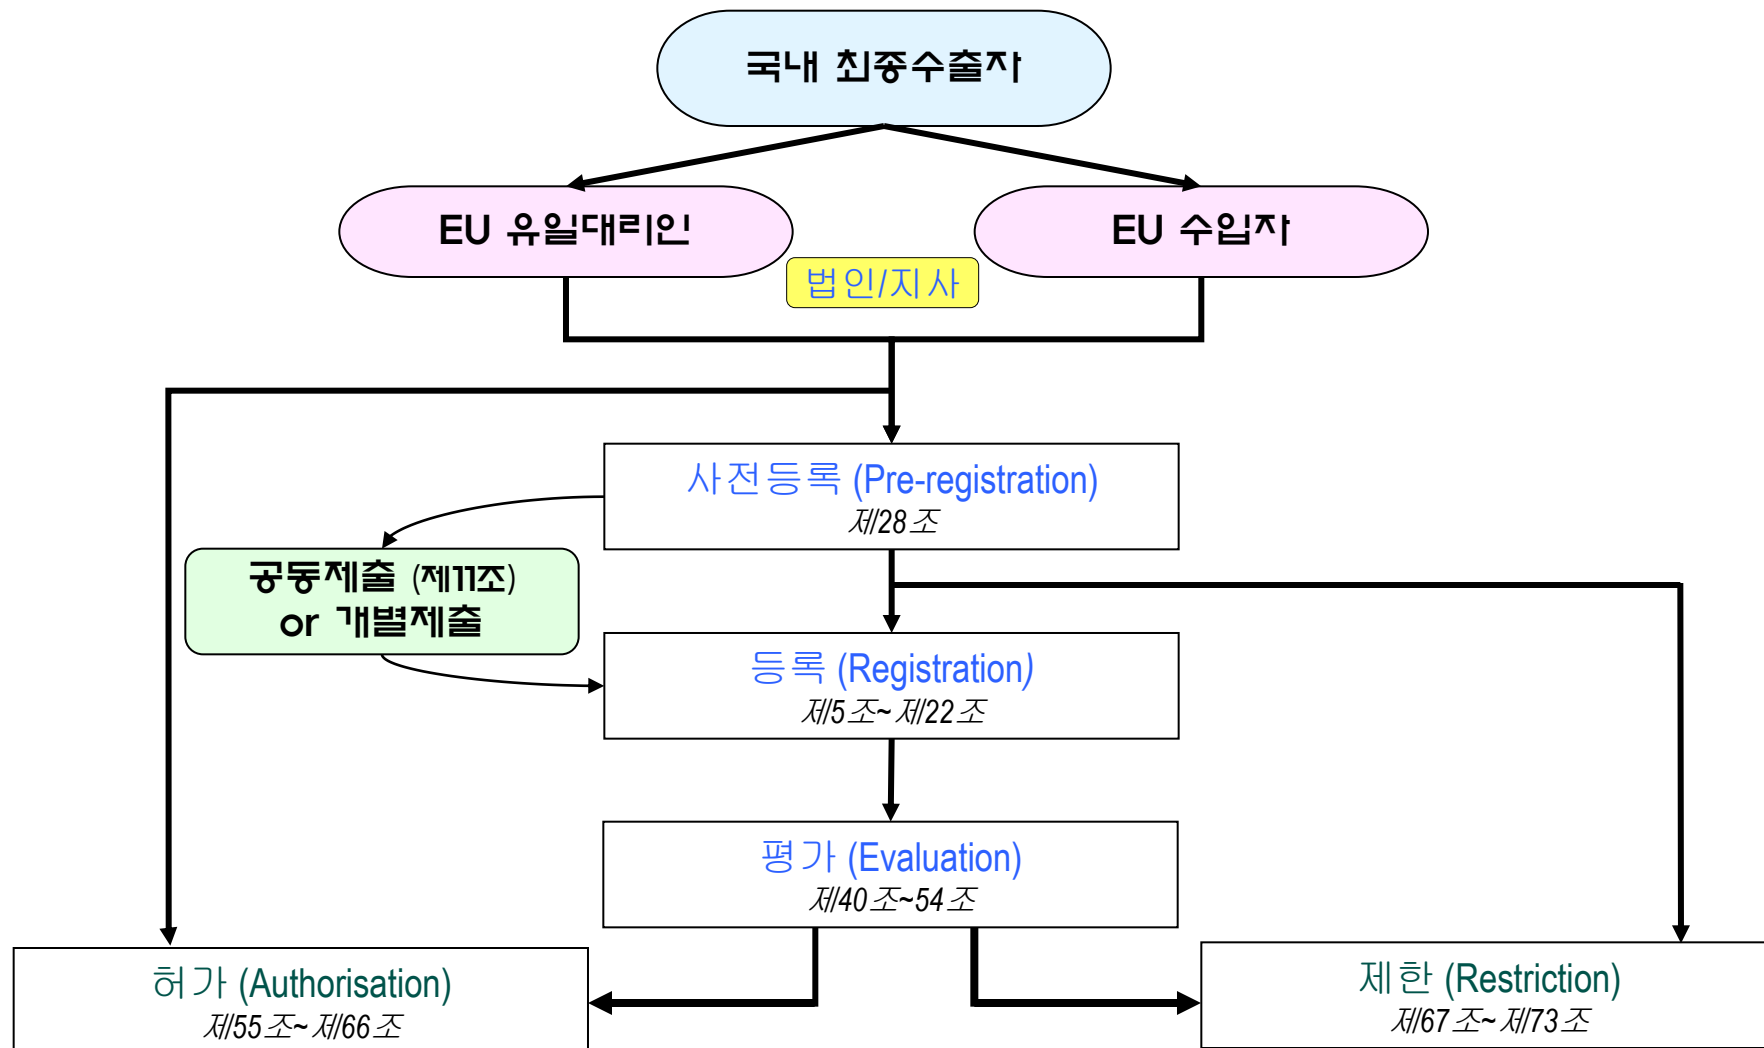 국내 최종수출자
EU 유일대리인
EU 수입자
법인/지사
사전등록 (Pre-registration)
제28조
공동제출 (제11조)
or 개별제출
등록 (Registration)
제5조~ 제22조
평가 (Evaluation)
제40조~54조
허가 (Authorisation)
제55조~ 제66조
제한 (Restriction)
제67조~ 제73조